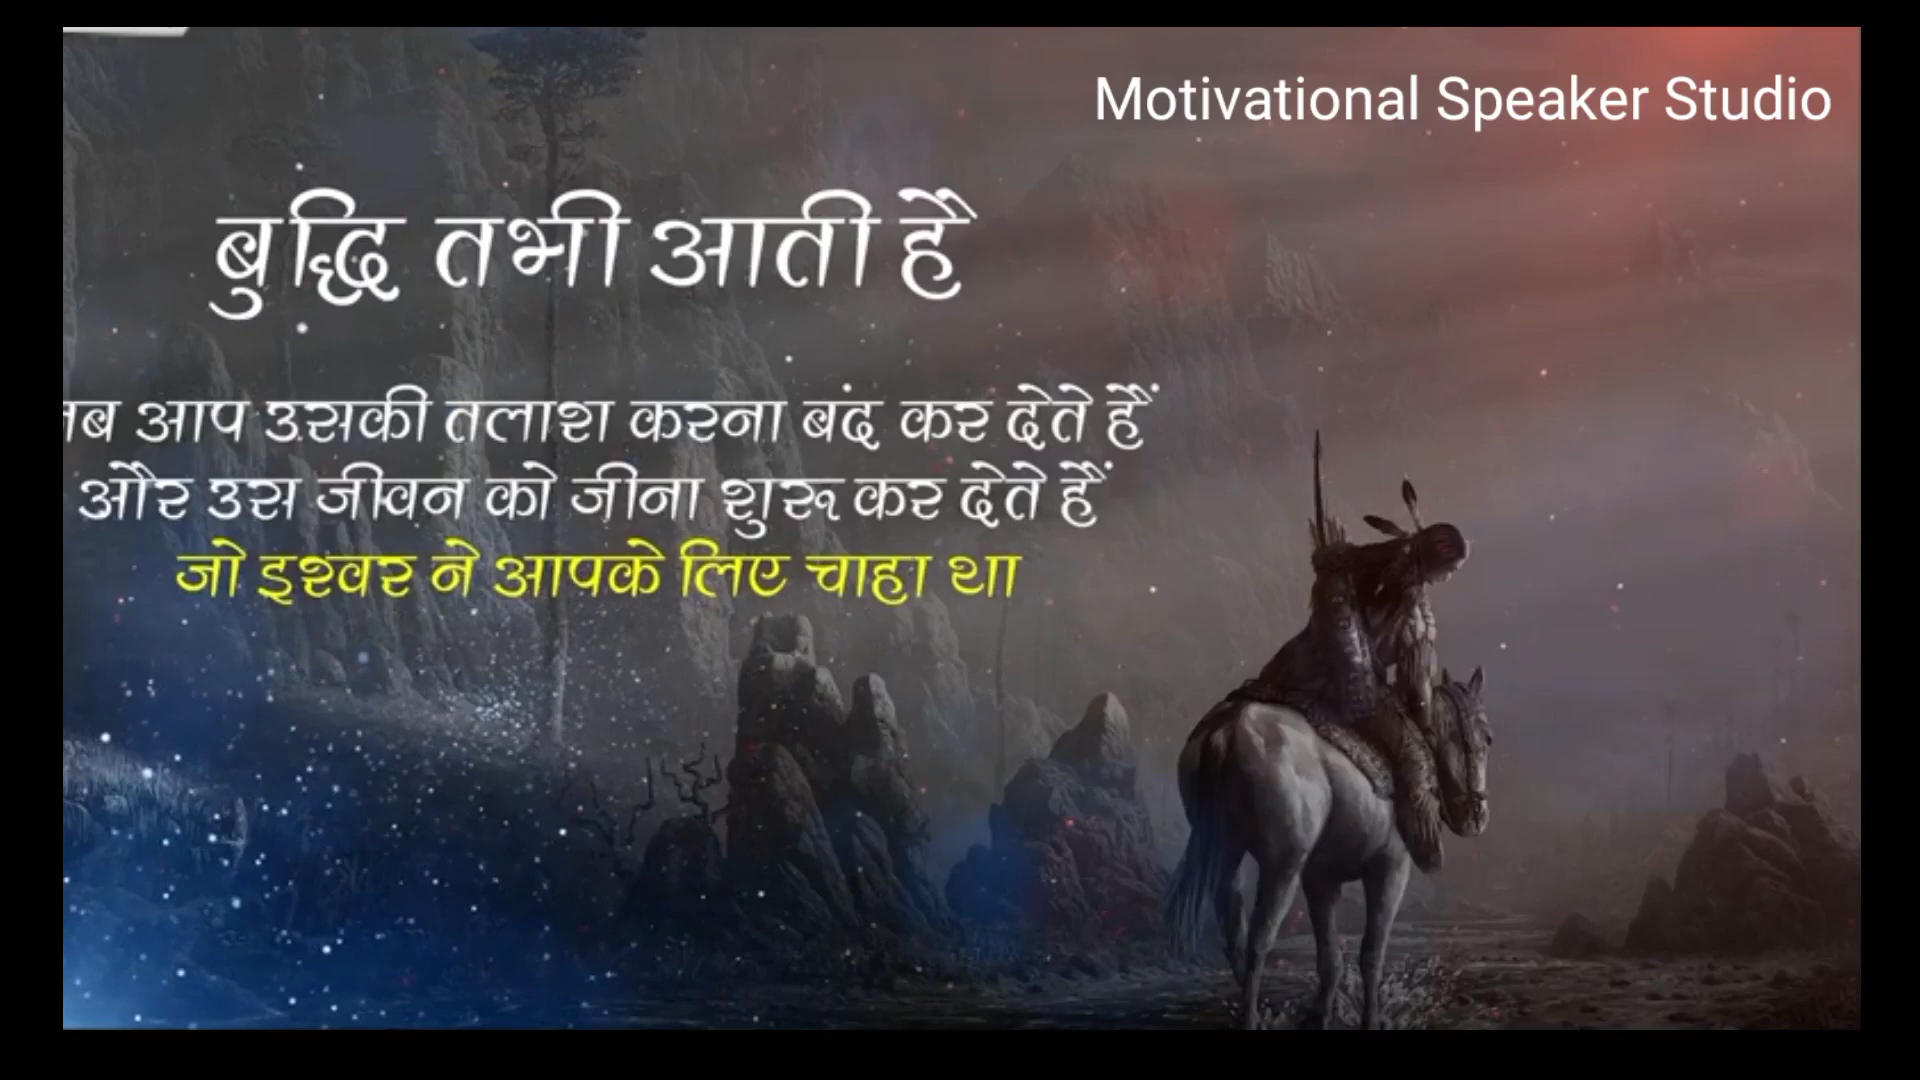 Motivational Speaker Studio
बुद्धि तभी आती है
आप उसकी तलाश करना बंद कर देते हैं
और उस जीवन को जीना शुरू कर देते हैं
जो इश्वर ने आपके लिए चाहा था